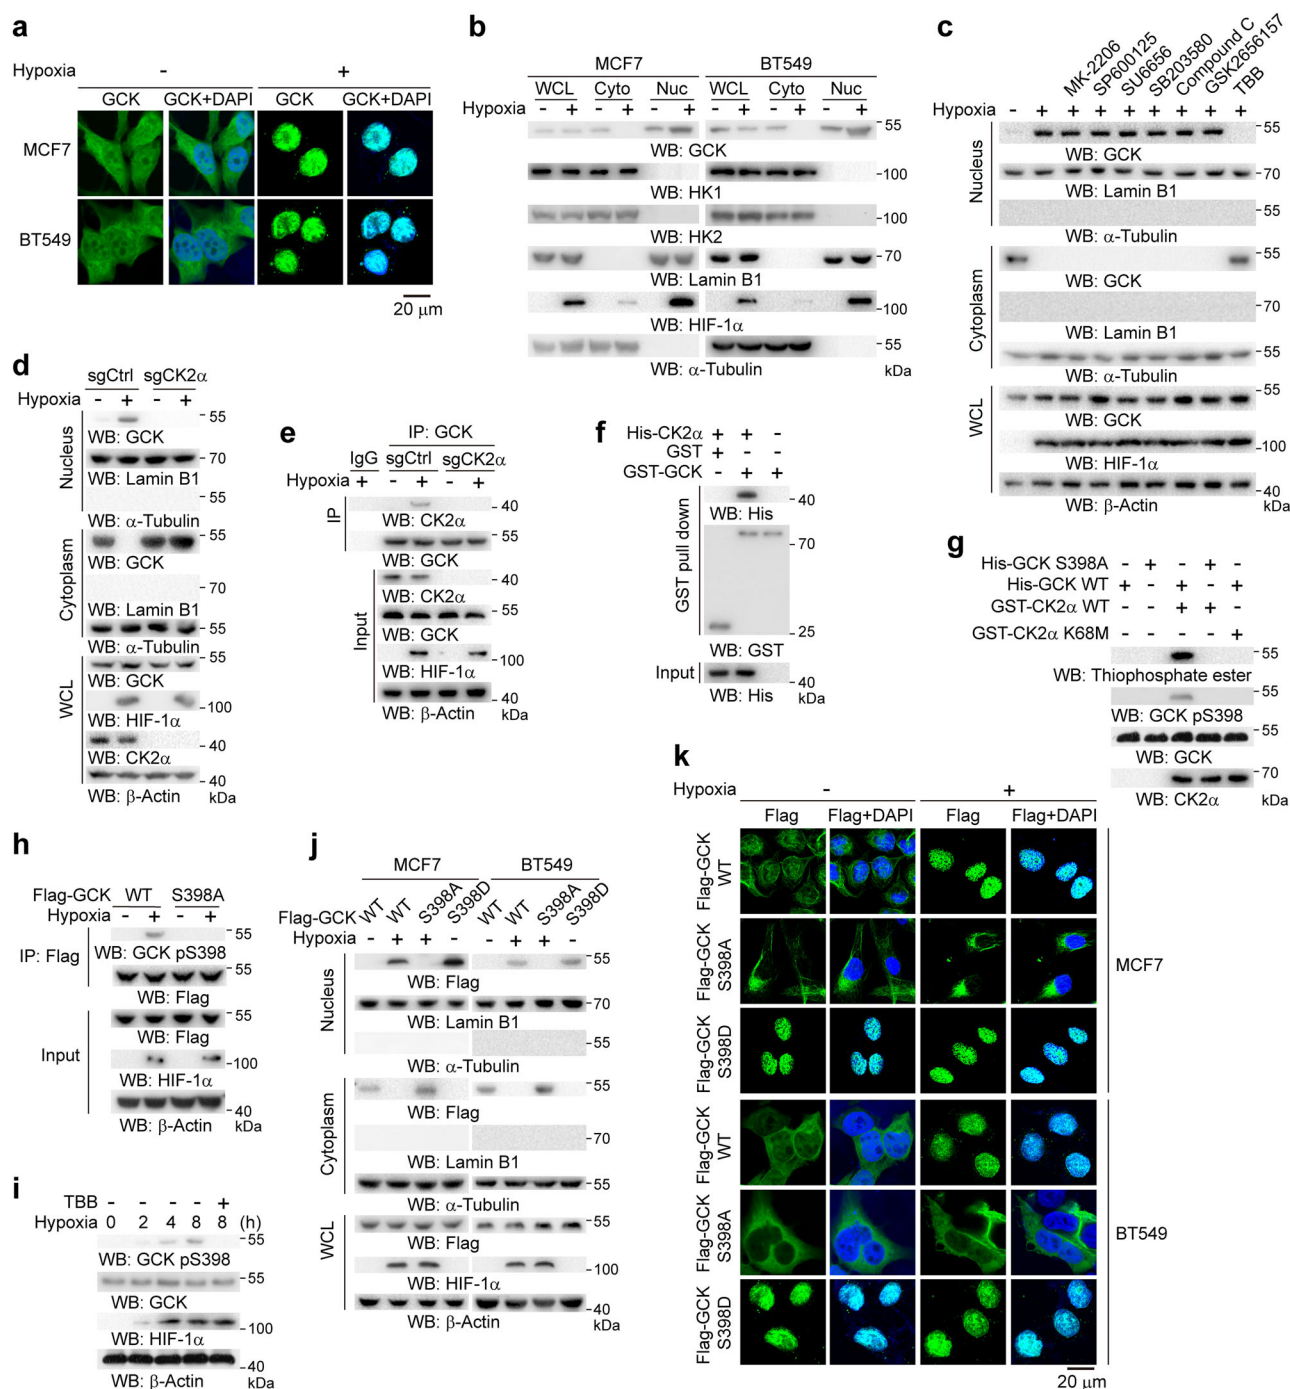 a
Hypoxia - +
GCK GCK+DAPI GCK GCK+DAPI
MCF7
BT549
20 μm
b
MCF7 BT549
WCL Cyto Nuc WCL Cyto Nuc
Hypoxia - + - + - + - + - + - +
55
WB: GCK
100
WB: HK1
100
WB: HK2
70
WB: Lamin B1
100
WB: HIF-1α
55
WB: α-Tubulin kDa
c
MK-2206 SP600125 SU6656 SB203580 Compound C GSK2656157 TBB
Hypoxia - + + + + + + + +
Nucleus
55
WB: GCK
70
WB: Lamin B1
55
WB: α-Tubulin
Cytoplasm
55
WB: GCK
70
WB: Lamin B1
55
WB: α-Tubulin
WCL
55
WB: GCK
100
WB: HIF-1α
40
WB: β-Actin kDa
d
sgCtrl sgCK2α
Hypoxia - + - +
Nucleus
55
WB: GCK
70
WB: Lamin B1
55
WB: α-Tubulin
Cytoplasm
55
WB: GCK
70
WB: Lamin B1
55
WB: α-Tubulin
WCL
55
WB: GCK
100
WB: HIF-1α
40
WB: CK2α
40
WB: β-Actin kDa
e
IP: GCK
IgG sgCtrl sgCK2α
Hypoxia + - + - +
IP
40
WB: CK2α
55
WB: GCK
Input
40
WB: CK2α
55
WB: GCK
100
WB: HIF-1α
40
WB: β-Actin kDa
f
His-CK2α + + -
GST + - -
GST-GCK - + +
GST pull down
40
WB: His
70
25
WB: GST
Input
40
WB: His kDa
g
His-GCK S398A - + - + -
His-GCK WT + - + - +
GST-CK2α WT - - + + -
GST-CK2α K68M - - - - +
55
WB: Thiophosphate ester
55
WB: GCK pS398
55
WB: GCK
70
WB: CK2α kDa
h
Flag-GCK WT S398A
Hypoxia - + - +
IP: Flag
55
WB: GCK pS398
55
WB: Flag
Input
55
WB: Flag
100
WB: HIF-1α
40
WB: β-Actin kDa
i
TBB - - - - +
Hypoxia 0 2 4 8 8 (h)
55
WB: GCK pS398
55
WB: GCK
100
WB: HIF-1α
40
WB: β-Actin kDa
j
MCF7 BT549
Flag-GCK WT WT S398A S398D WT WT S398A S398D
Hypoxia - + + - - + + -
Nucleus
55
WB: Flag
70
WB: Lamin B1
55
WB: α-Tubulin
Cytoplasm
55
WB: Flag
70
WB: Lamin B1
55
WB: α-Tubulin
WCL
55
WB: Flag
100
WB: HIF-1α
40
WB: β-Actin kDa
k
Hypoxia - +
Flag Flag+DAPI Flag Flag+DAPI
Flag-GCK WT
Flag-GCK S398A
Flag-GCK S398D
MCF7
Flag-GCK WT
Flag-GCK S398A
Flag-GCK S398D
BT549
20 μm